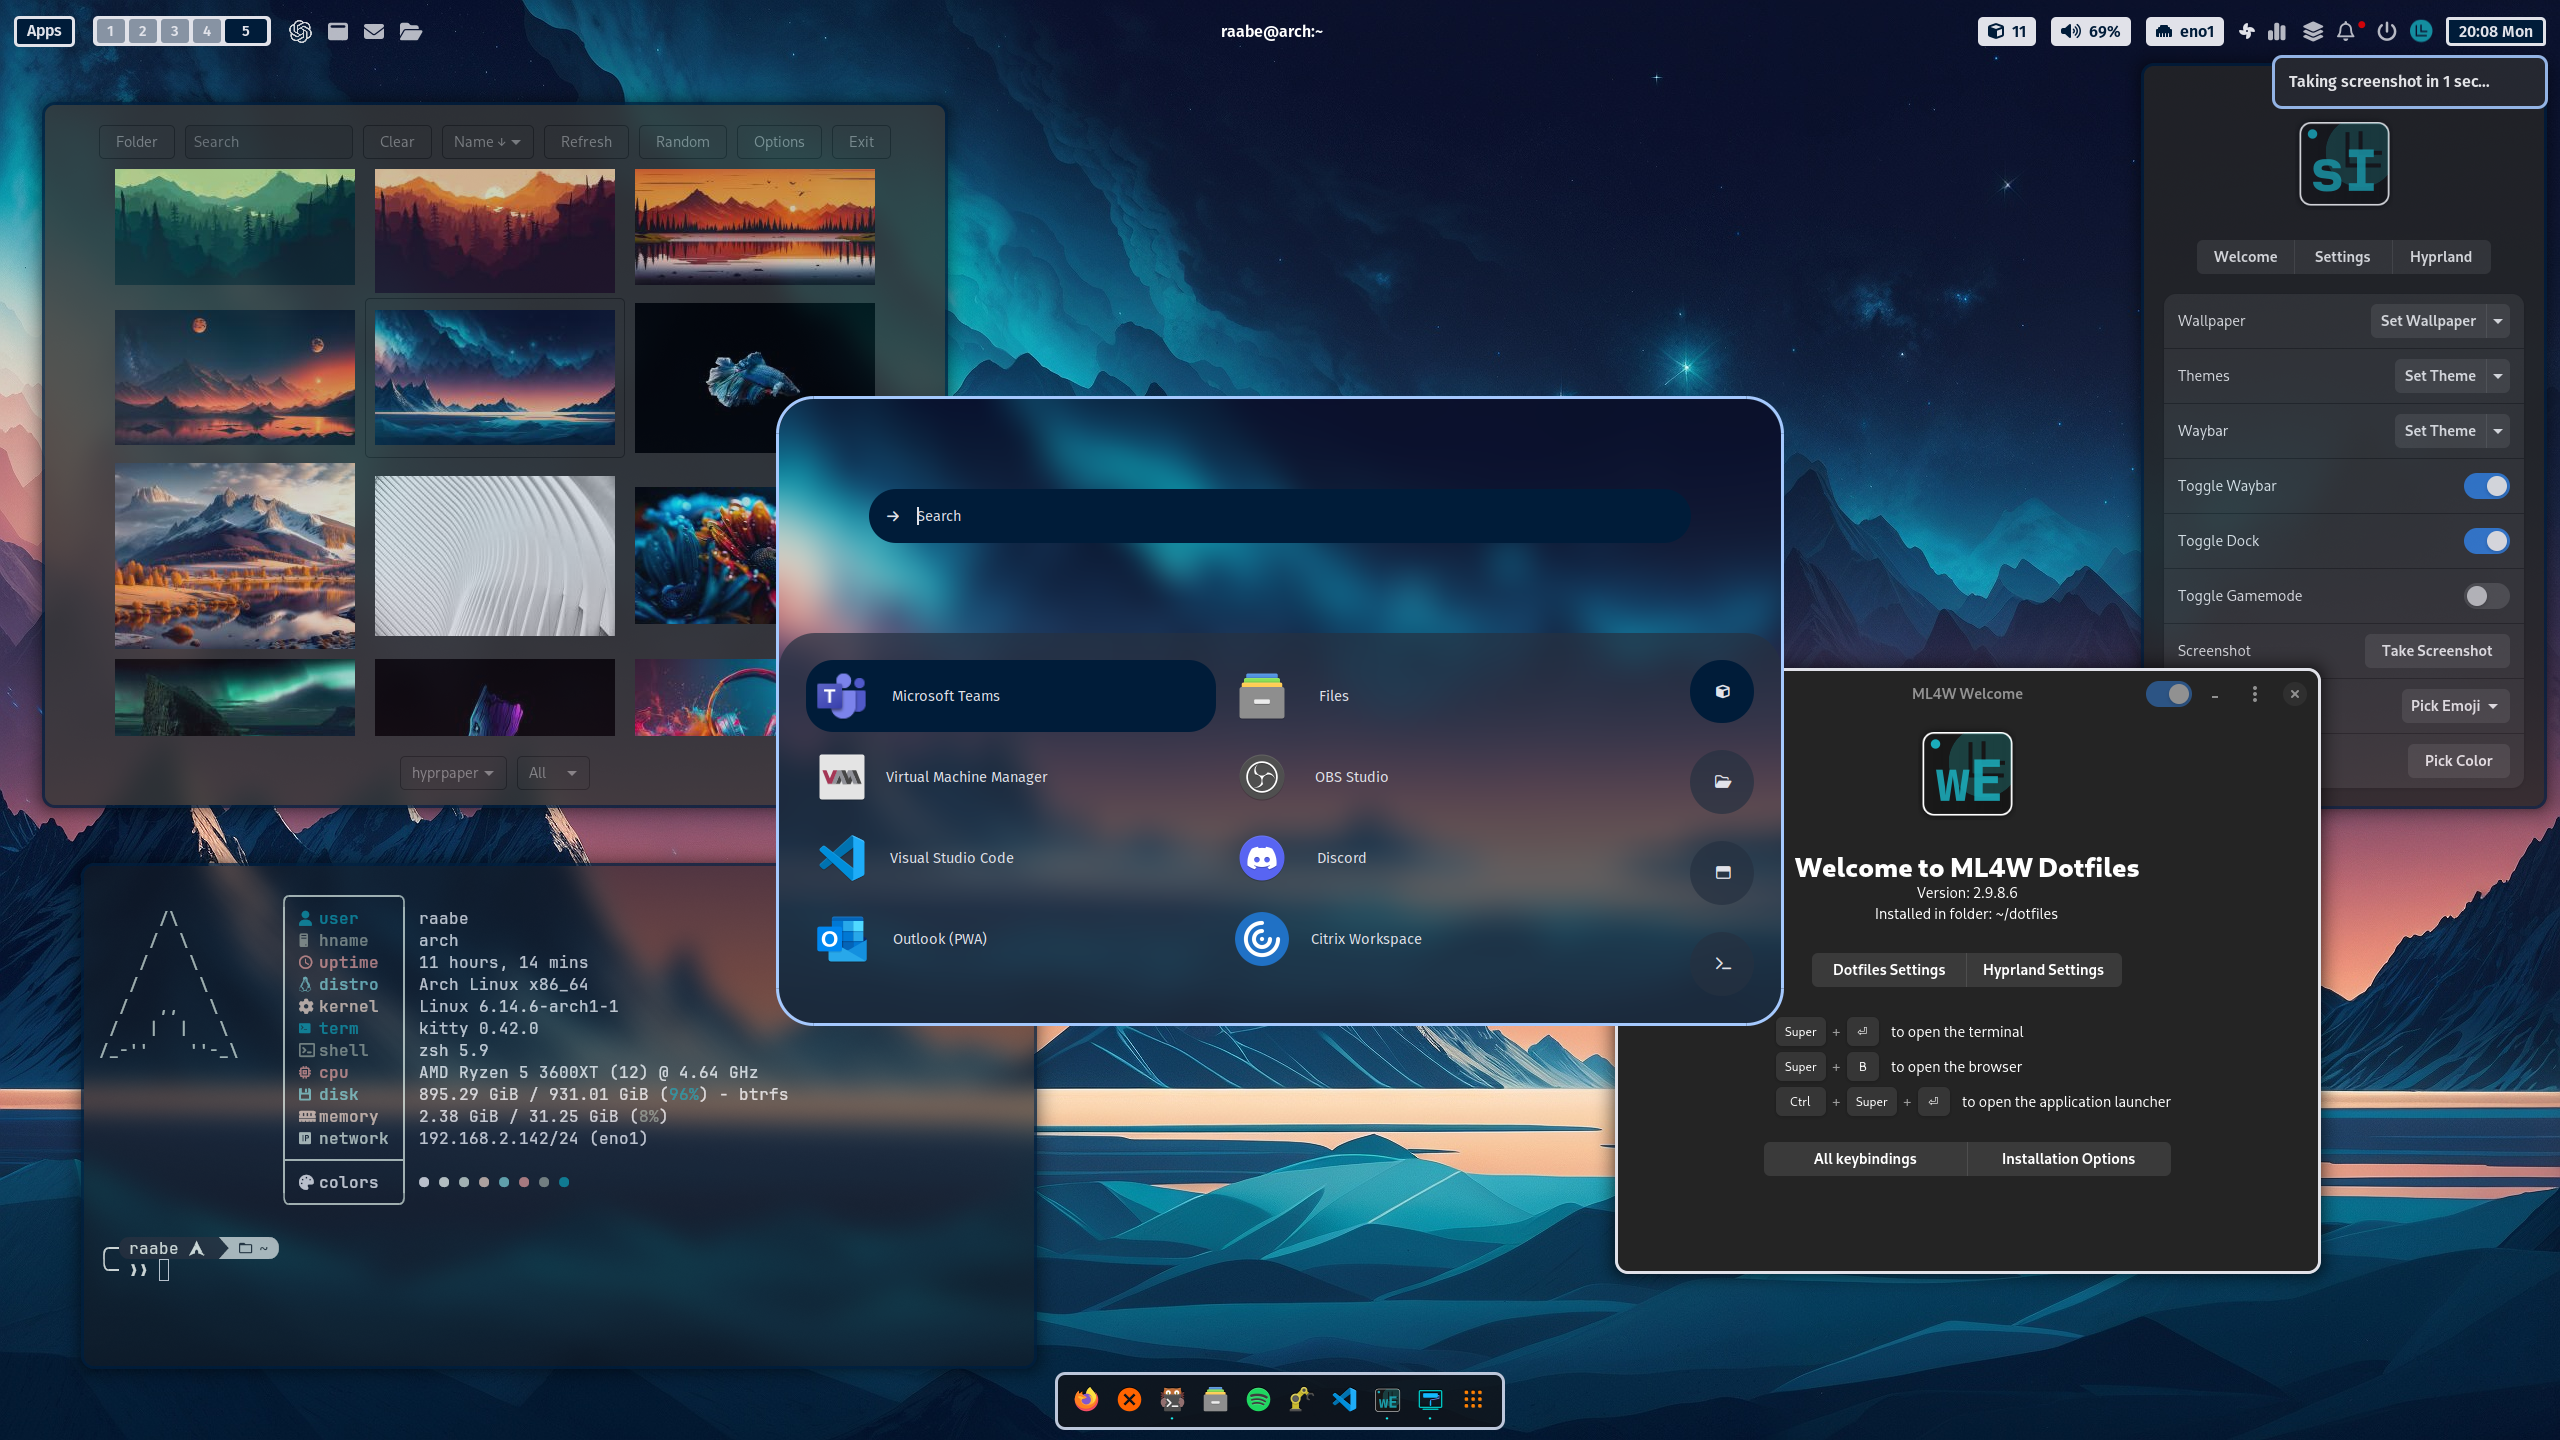 Apps
1 2 3 4 5
raabe@arch:~
11
69%
eno1
20:08 Mon
Taking screenshot in 1 sec...
Folder
Search
Clear
Name ↓
Refresh
Random
Options
Exit
hyprpaper
All
sI
Welcome
Settings
Hyprland
Wallpaper
Set Wallpaper
Themes
Set Theme
Waybar
Set Theme
Toggle Waybar
Toggle Dock
Toggle Gamemode
Screenshot
Take Screenshot
Pick Emoji
Pick Color
Search
Microsoft Teams
Files
Virtual Machine Manager
OBS Studio
Visual Studio Code
Discord
Outlook (PWA)
Citrix Workspace
ML4W Welcome
wE
Welcome to ML4W Dotfiles
Version: 2.9.8.6
Installed in folder: ~/dotfiles
Dotfiles Settings
Hyprland Settings
Super + ⏎ to open the terminal
Super + B to open the browser
Ctrl + Super + ⏎ to open the application launcher
All keybindings
Installation Options
user raabe
hname arch
uptime 11 hours, 14 mins
distro Arch Linux x86_64
kernel Linux 6.14.6-arch1-1
term kitty 0.42.0
shell zsh 5.9
cpu AMD Ryzen 5 3600XT (12) @ 4.64 GHz
disk 895.29 GiB / 931.01 GiB (96%) - btrfs
memory 2.38 GiB / 31.25 GiB (8%)
network 192.168.2.142/24 (eno1)
colors
raabe ~
❯❯
wE